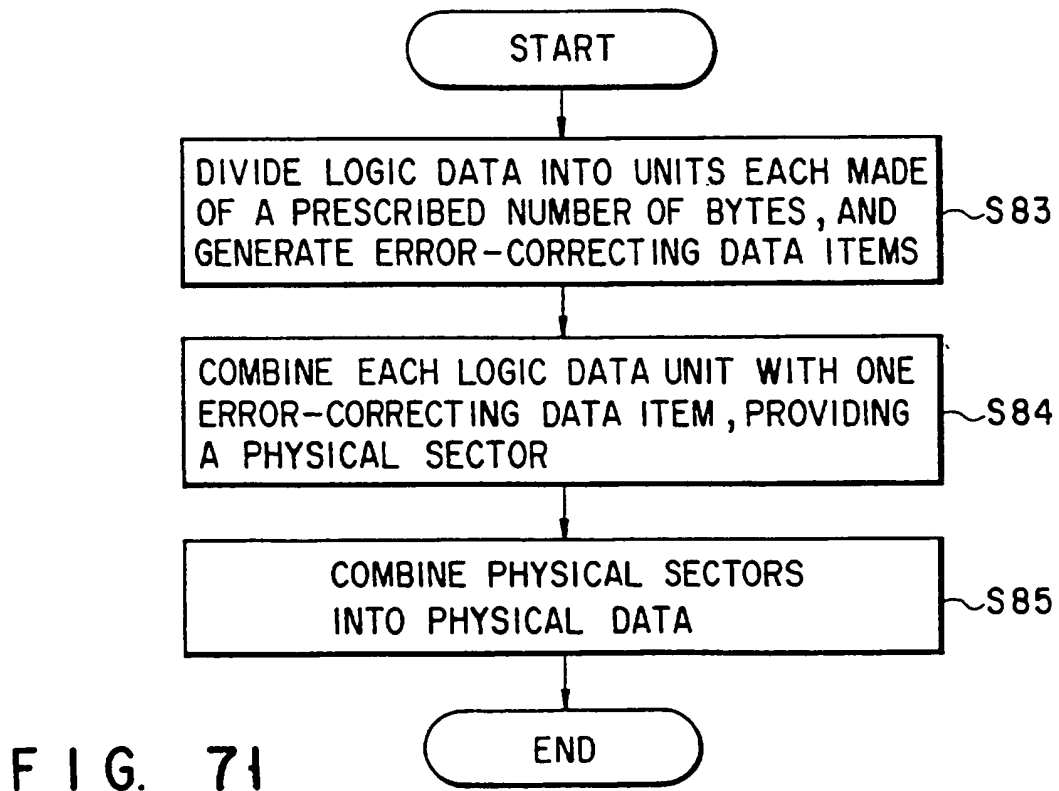 START
DIVIDE LOGIC DATA INTO UNITS EACH MADE
OF A PRESCRIBED NUMBER OF BYTES, AND
GENERATE ERROR-CORRECTING DATA ITEMS
S83
COMBINE EACH LOGIC DATA UNIT WITH ONE
ERROR-CORRECTING DATA ITEM, PROVIDING
A PHYSICAL SECTOR
S84
COMBINE PHYSICAL SECTORS
INTO PHYSICAL DATA
S85
END
FIG. 71